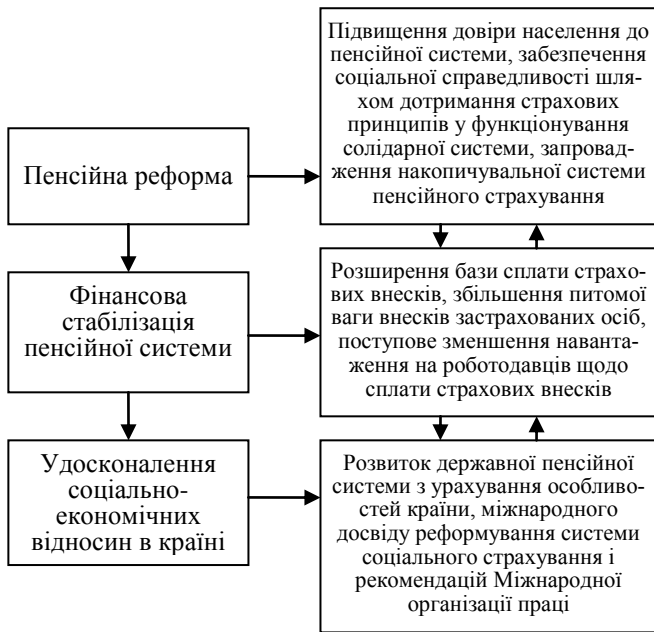 Підвищення довіри населення до
пенсійної системи, забезпечення
соціальної справедливості шля-
хом дотримання страхових
принципів у функціонування
солідарної системи, запровад-
ження накопичувальної системи
пенсійного страхування
Пенсійна реформа
Розширення бази сплати страхо-
вих внесків, збільшення питомої
ваги внесків застрахованих осіб,
поступове зменшення наванта-
ження на роботодавців щодо
сплати страхових внесків
Фінансова
стабілізація
пенсійної системи
Удосконалення
соціально-
економічних
відносин в країні
Розвиток державної пенсійної
системи з урахування особливо-
стей країни, міжнародного
досвіду реформування системи
соціального страхування і
рекомендацій Міжнародної
організації праці